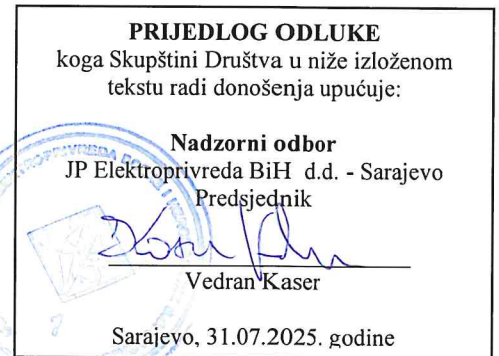 PRIJEDLOG ODLUKE
koga Skupštini Društva u niže izloženom
tekstu radi donošenja upućuje:
Nadzorni odbor
JP Elektroprivreda BiH d.d. - Sarajevo
Predsjednik
Vedran Kaser
Sarajevo, 31.07.2025. godine